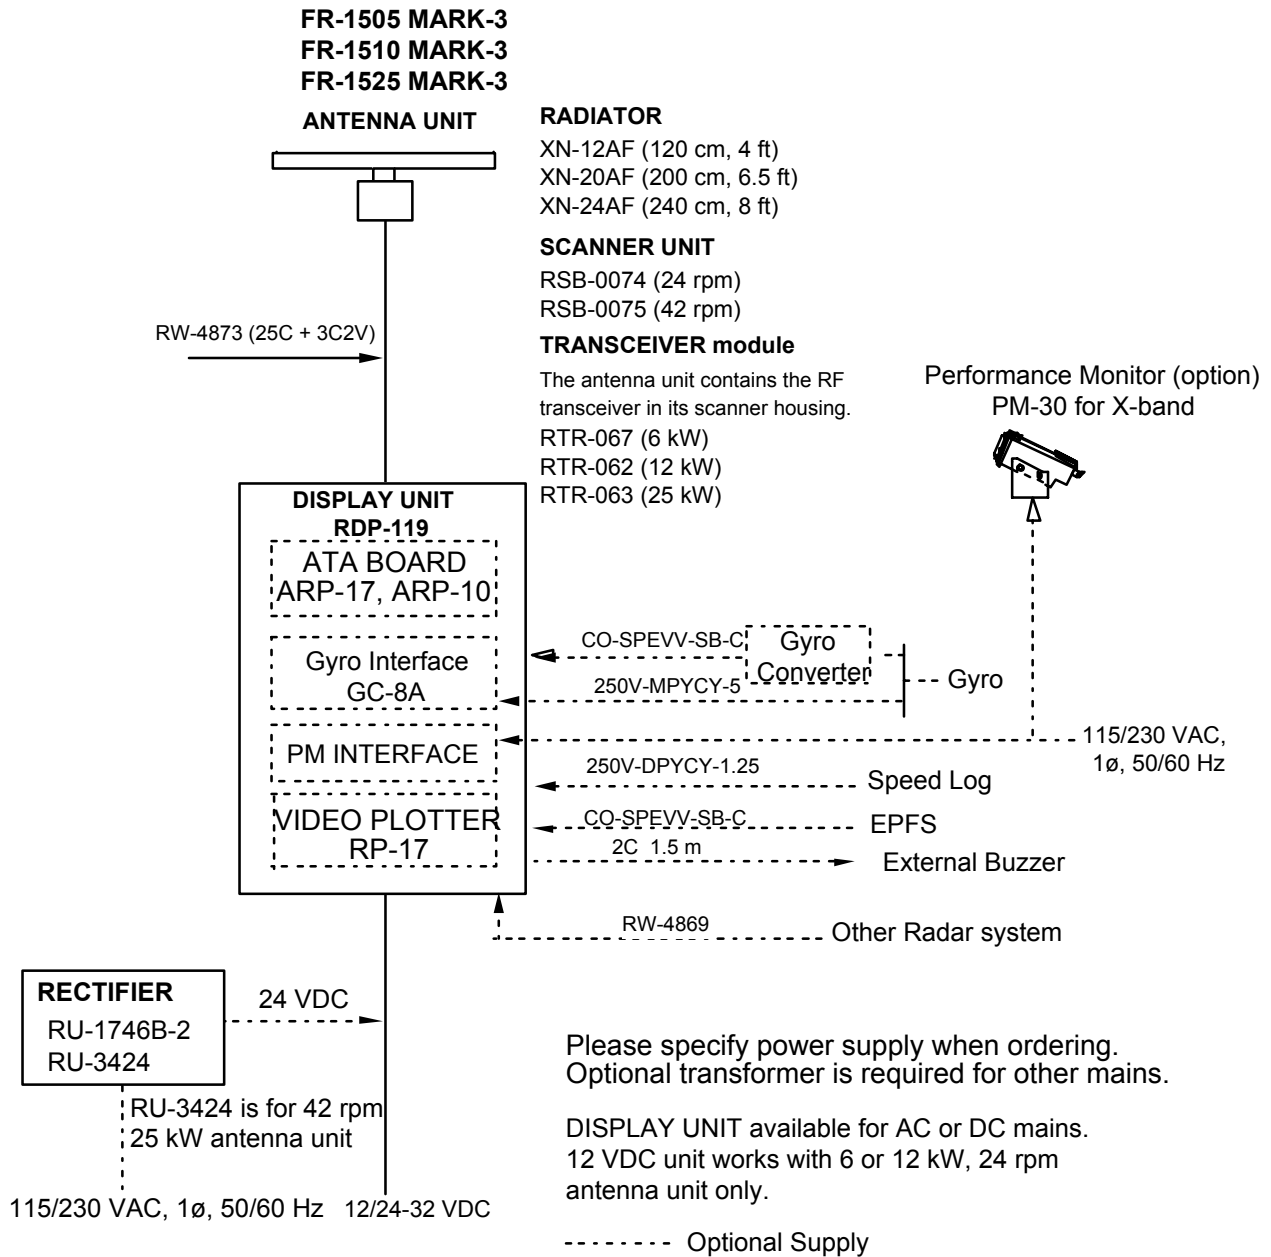 FR-1505 MARK-3
FR-1510 MARK-3
FR-1525 MARK-3
ANTENNA UNIT
RADIATOR
XN-12AF (120 cm, 4 ft)
XN-20AF (200 cm, 6.5 ft)
XN-24AF (240 cm, 8 ft)
SCANNER UNIT
RSB-0074 (24 rpm)
RSB-0075 (42 rpm)
RW-4873 (25C + 3C2V)
TRANSCEIVER module
The antenna unit contains the RF
transceiver in its scanner housing.
RTR-067 (6 kW)
RTR-062 (12 kW)
RTR-063 (25 kW)
Performance Monitor (option)
PM-30 for X-band
DISPLAY UNIT
RDP-119
ATA BOARD
ARP-17, ARP-10
Gyro Interface
GC-8A
PM INTERFACE
VIDEO PLOTTER
RP-17
CO-SPEVV-SB-C
Gyro
Converter
250V-MPYCY-5
Gyro
115/230 VAC,
1ø, 50/60 Hz
250V-DPYCY-1.25
Speed Log
CO-SPEVV-SB-C
EPFS
2C 1.5 m
External Buzzer
RW-4869
Other Radar system
RECTIFIER
RU-1746B-2
RU-3424
24 VDC
RU-3424 is for 42 rpm
25 kW antenna unit
115/230 VAC, 1ø, 50/60 Hz
12/24-32 VDC
Please specify power supply when ordering.
Optional transformer is required for other mains.
DISPLAY UNIT available for AC or DC mains.
12 VDC unit works with 6 or 12 kW, 24 rpm
antenna unit only.
Optional Supply